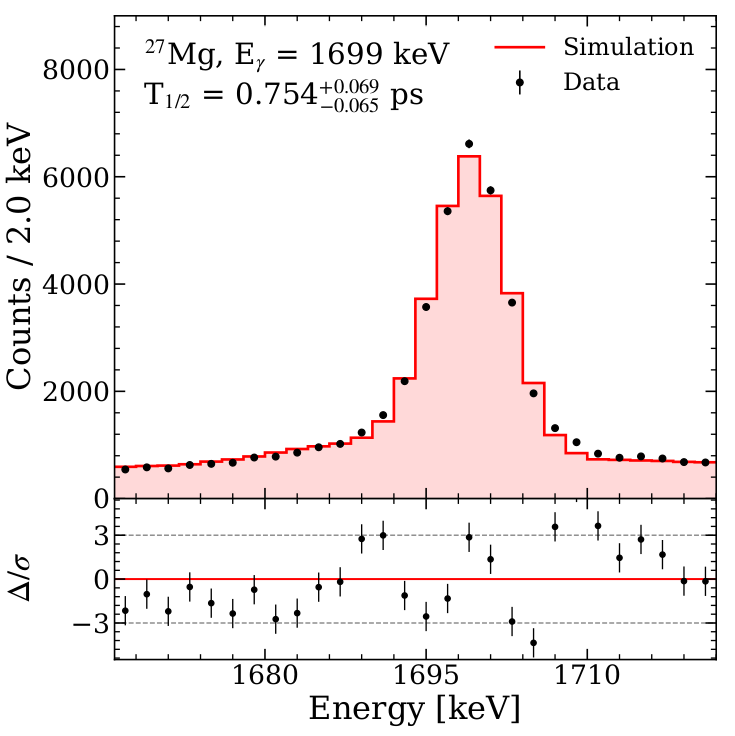 ²⁷Mg, E_γ = 1699 keV
T₁/₂ = 0.754 +0.069 −0.065 ps
Simulation
Data
8000
6000
4000
2000
0
Counts / 2.0 keV
3
0
−3
Δ/σ
1680 1695 1710
Energy [keV]